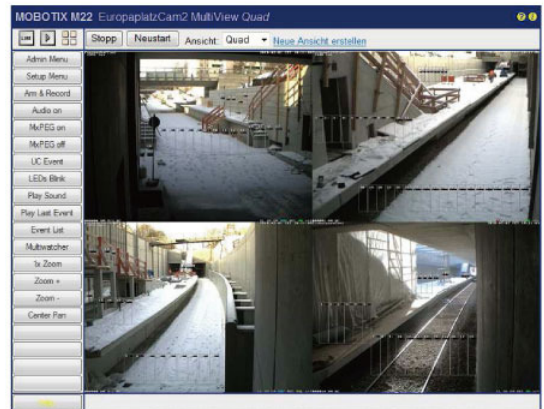 MOBOTIX M22 EuropaplatzCam2 MultiView Quad
Stopp Neustart Ansicht: Quad Neue Ansicht erstellen
Admin Menu
Setup Menu
Arm & Record
Audio on
MxPEG on
MxPEG off
UC Event
LEDs Blink
Play Sound
Play Last Event
Event List
Multiwatcher
1x Zoom
Zoom +
Zoom -
Center Pan